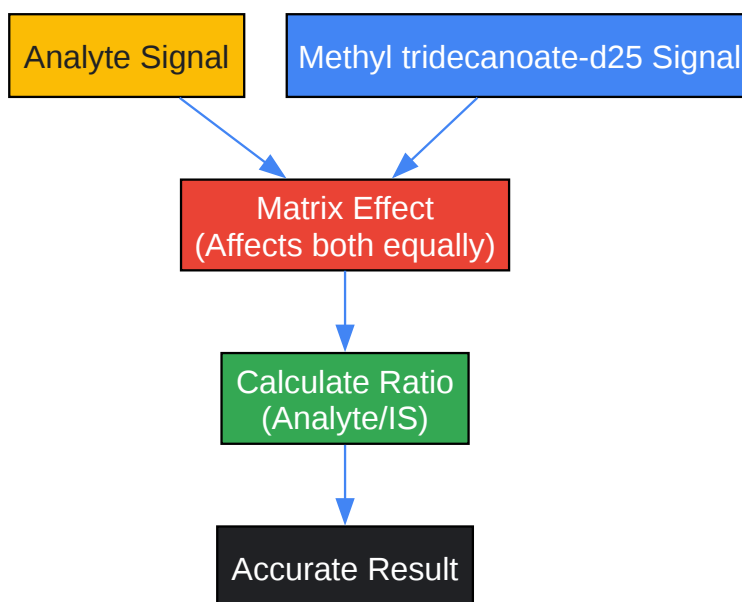 Analyte Signal
Methyl tridecanoate-d25 Signal
Matrix Effect
(Affects both equally)
Calculate Ratio
(Analyte/IS)
Accurate Result